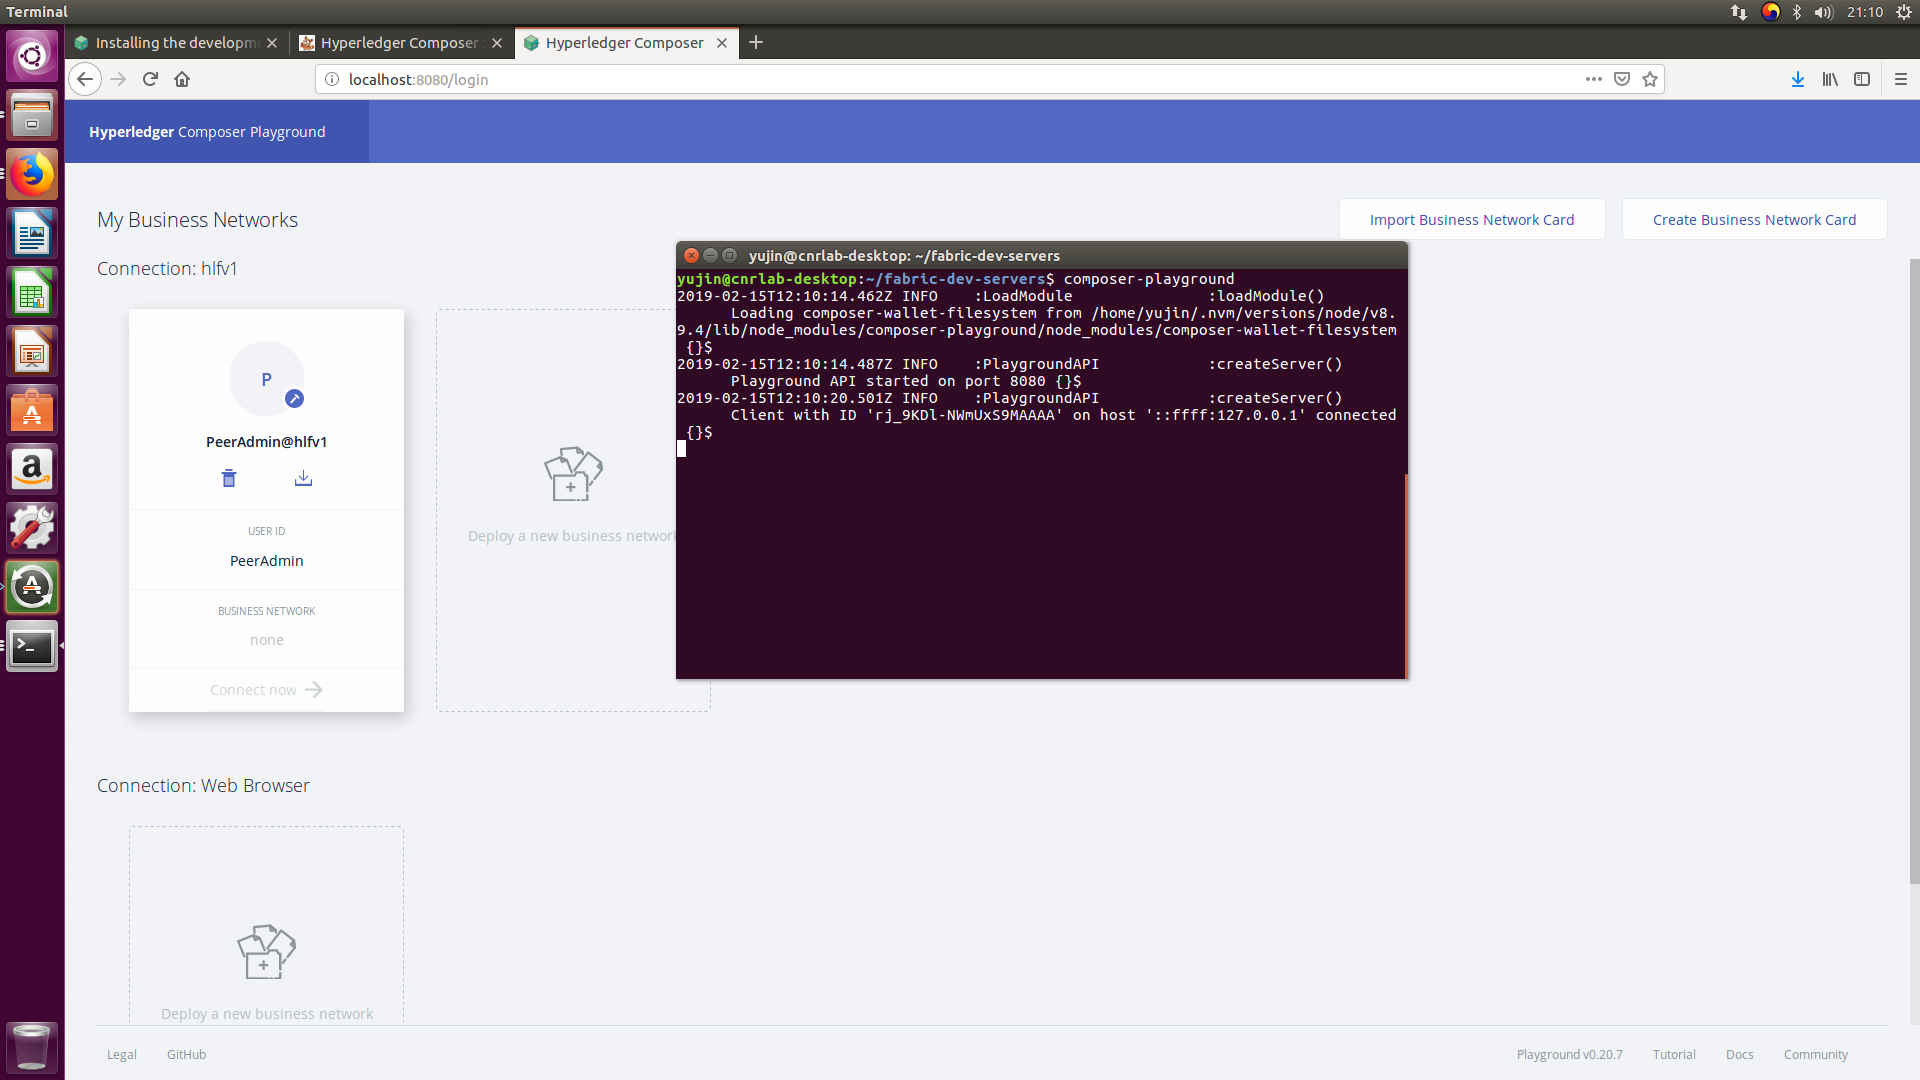 Terminal
21:10
Installing the developm
Hyperledger Composer
Hyperledger Composer
localhost:8080/login
Hyperledger Composer Playground
My Business Networks
Import Business Network Card
Create Business Network Card
Connection: hlfv1
P
PeerAdmin@hlfv1
USER ID
PeerAdmin
BUSINESS NETWORK
none
Connect now
Deploy a new business networ
yujin@cnrlab-desktop: ~/fabric-dev-servers
yujin@cnrlab-desktop:~/fabric-dev-servers$ composer-playground
2019-02-15T12:10:14.462Z INFO    :LoadModule               :loadModule()
Loading composer-wallet-filesystem from /home/yujin/.nvm/versions/node/v8.
9.4/lib/node_modules/composer-playground/node_modules/composer-wallet-filesystem
{}$
2019-02-15T12:10:14.487Z INFO    :PlaygroundAPI            :createServer()
Playground API started on port 8080 {}$
2019-02-15T12:10:20.501Z INFO    :PlaygroundAPI            :createServer()
Client with ID 'rj_9KDl-NWmUxS9MAAAA' on host '::ffff:127.0.0.1' connected
{}$
Connection: Web Browser
Deploy a new business network
Legal
GitHub
Playground v0.20.7
Tutorial
Docs
Community